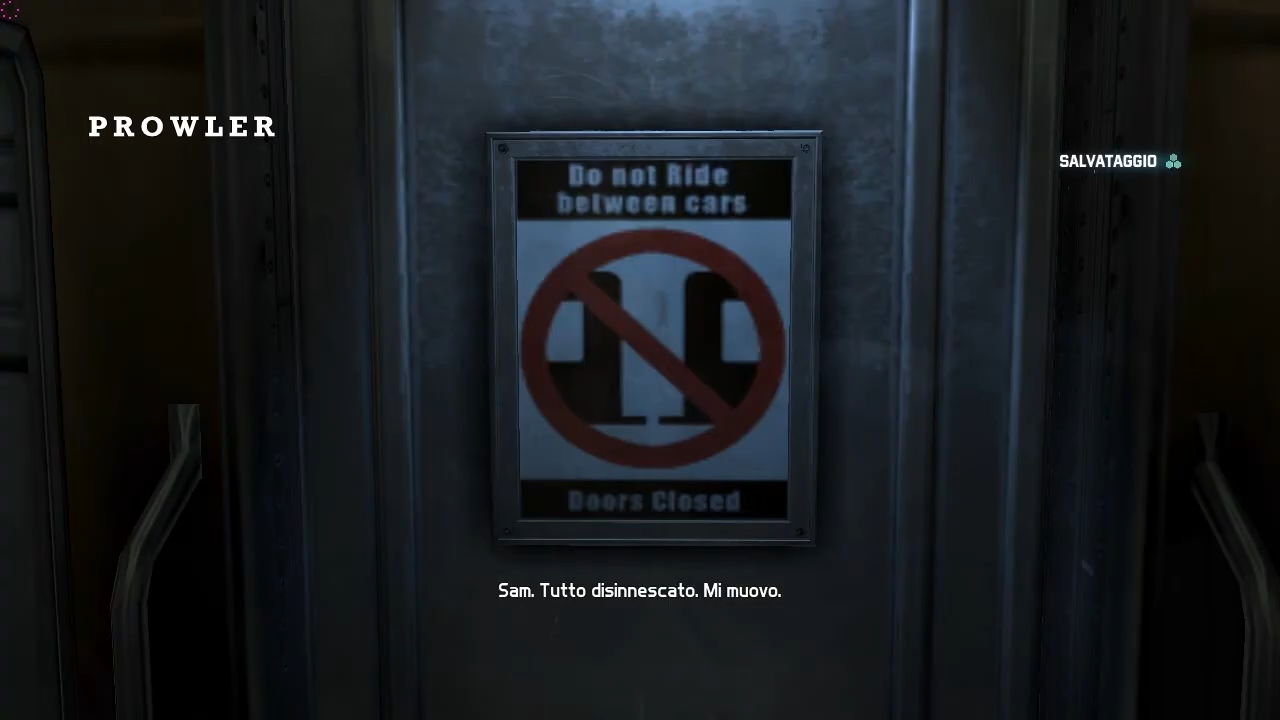 PROWLER
SALVATAGGIO
Do not Ride
between cars
Doors Closed
Sam. Tutto disinnescato. Mi muovo.